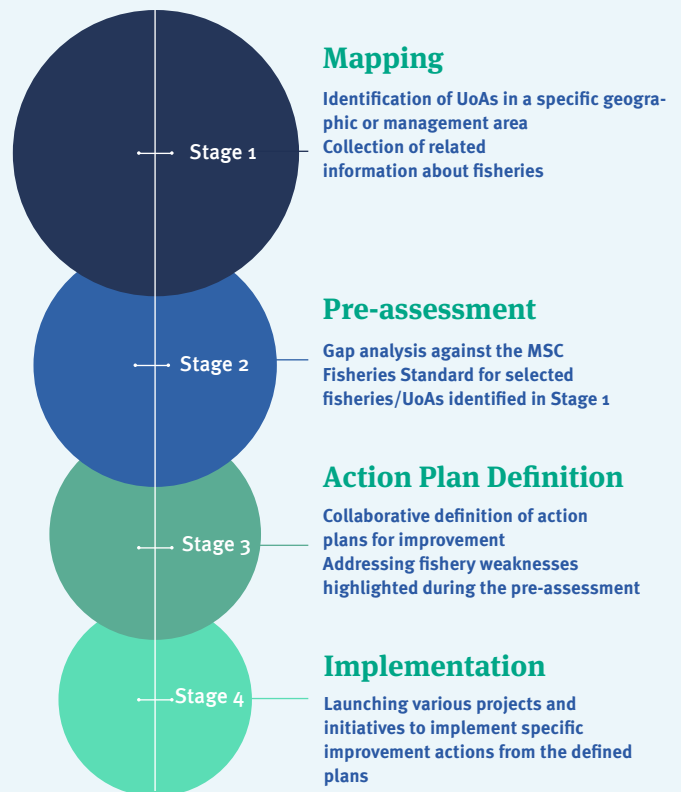 Stage 1
Mapping
Identification of UoAs in a specific geogra-
phic or management area
Collection of related
information about fisheries
Stage 2
Pre-assessment
Gap analysis against the MSC
Fisheries Standard for selected
fisheries/UoAs identified in Stage 1
Stage 3
Action Plan Definition
Collaborative definition of action
plans for improvement
Addressing fishery weaknesses
highlighted during the pre-assessment
Stage 4
Implementation
Launching various projects and
initiatives to implement specific
improvement actions from the defined
plans